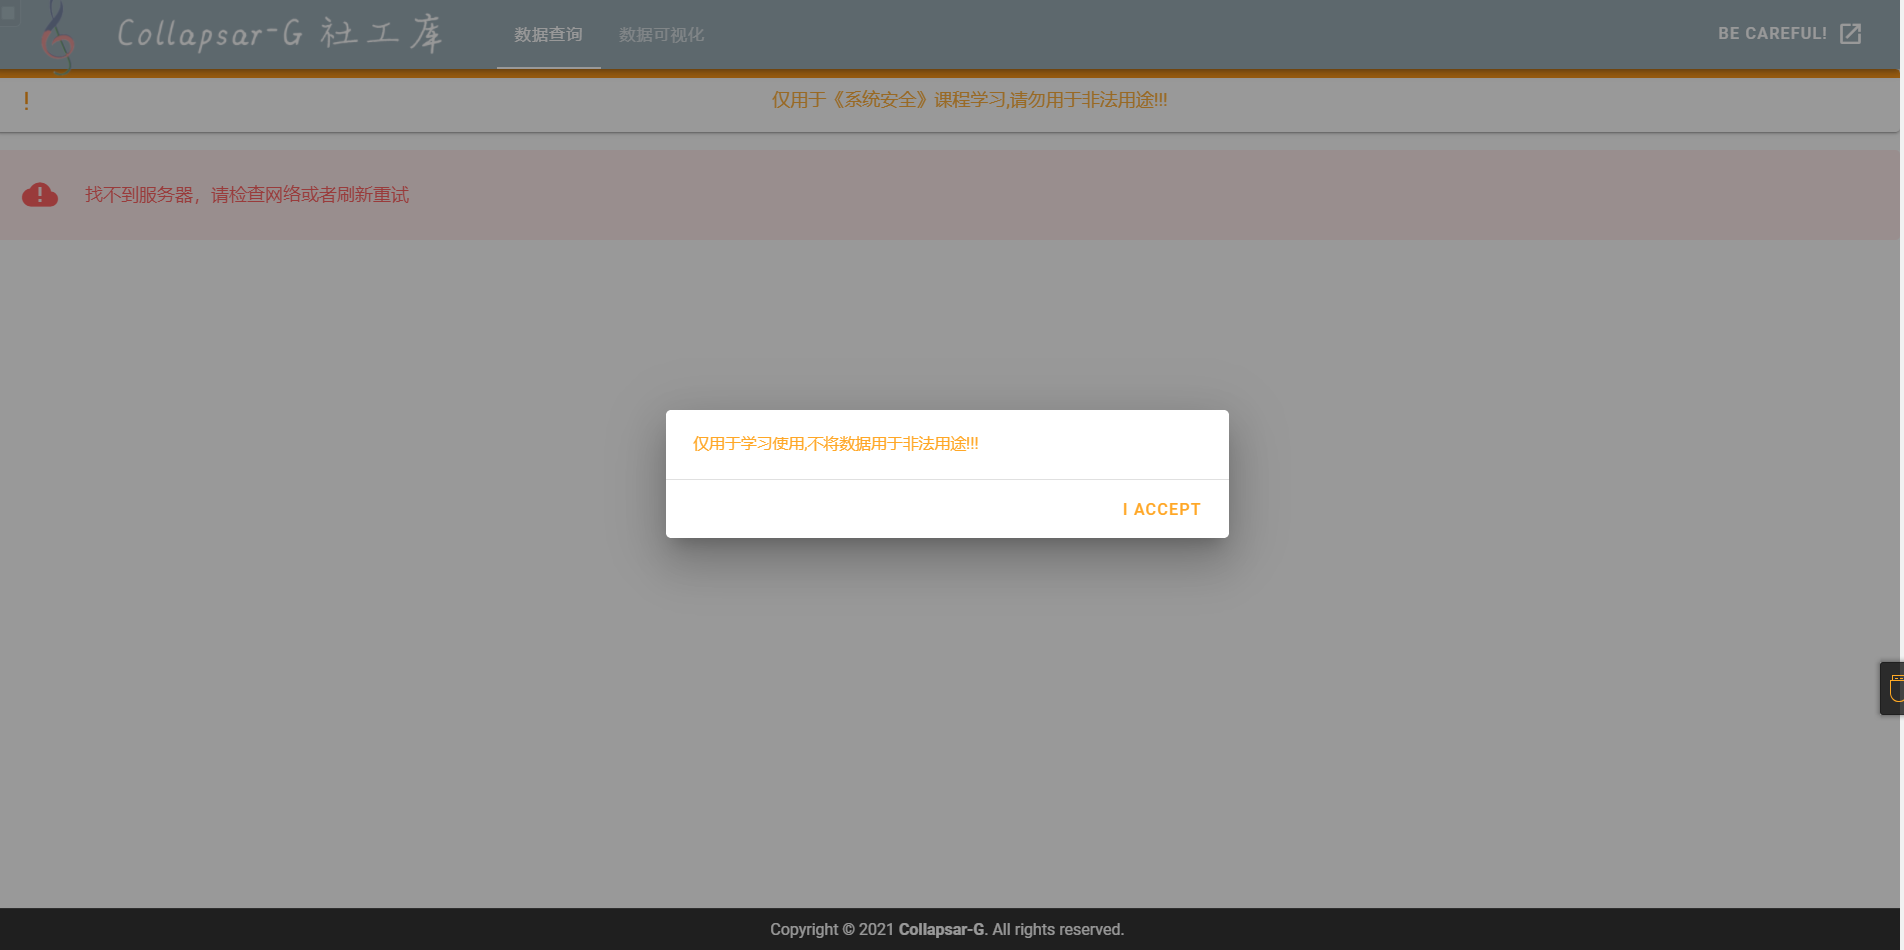 Collapsar-G 社工库
数据查询
数据可视化
BE CAREFUL!
!
仅用于《系统安全》课程学习,请勿用于非法用途!!!
找不到服务器，请检查网络或者刷新重试
仅用于学习使用,不将数据用于非法用途!!!
I ACCEPT
Copyright © 2021 Collapsar-G. All rights reserved.